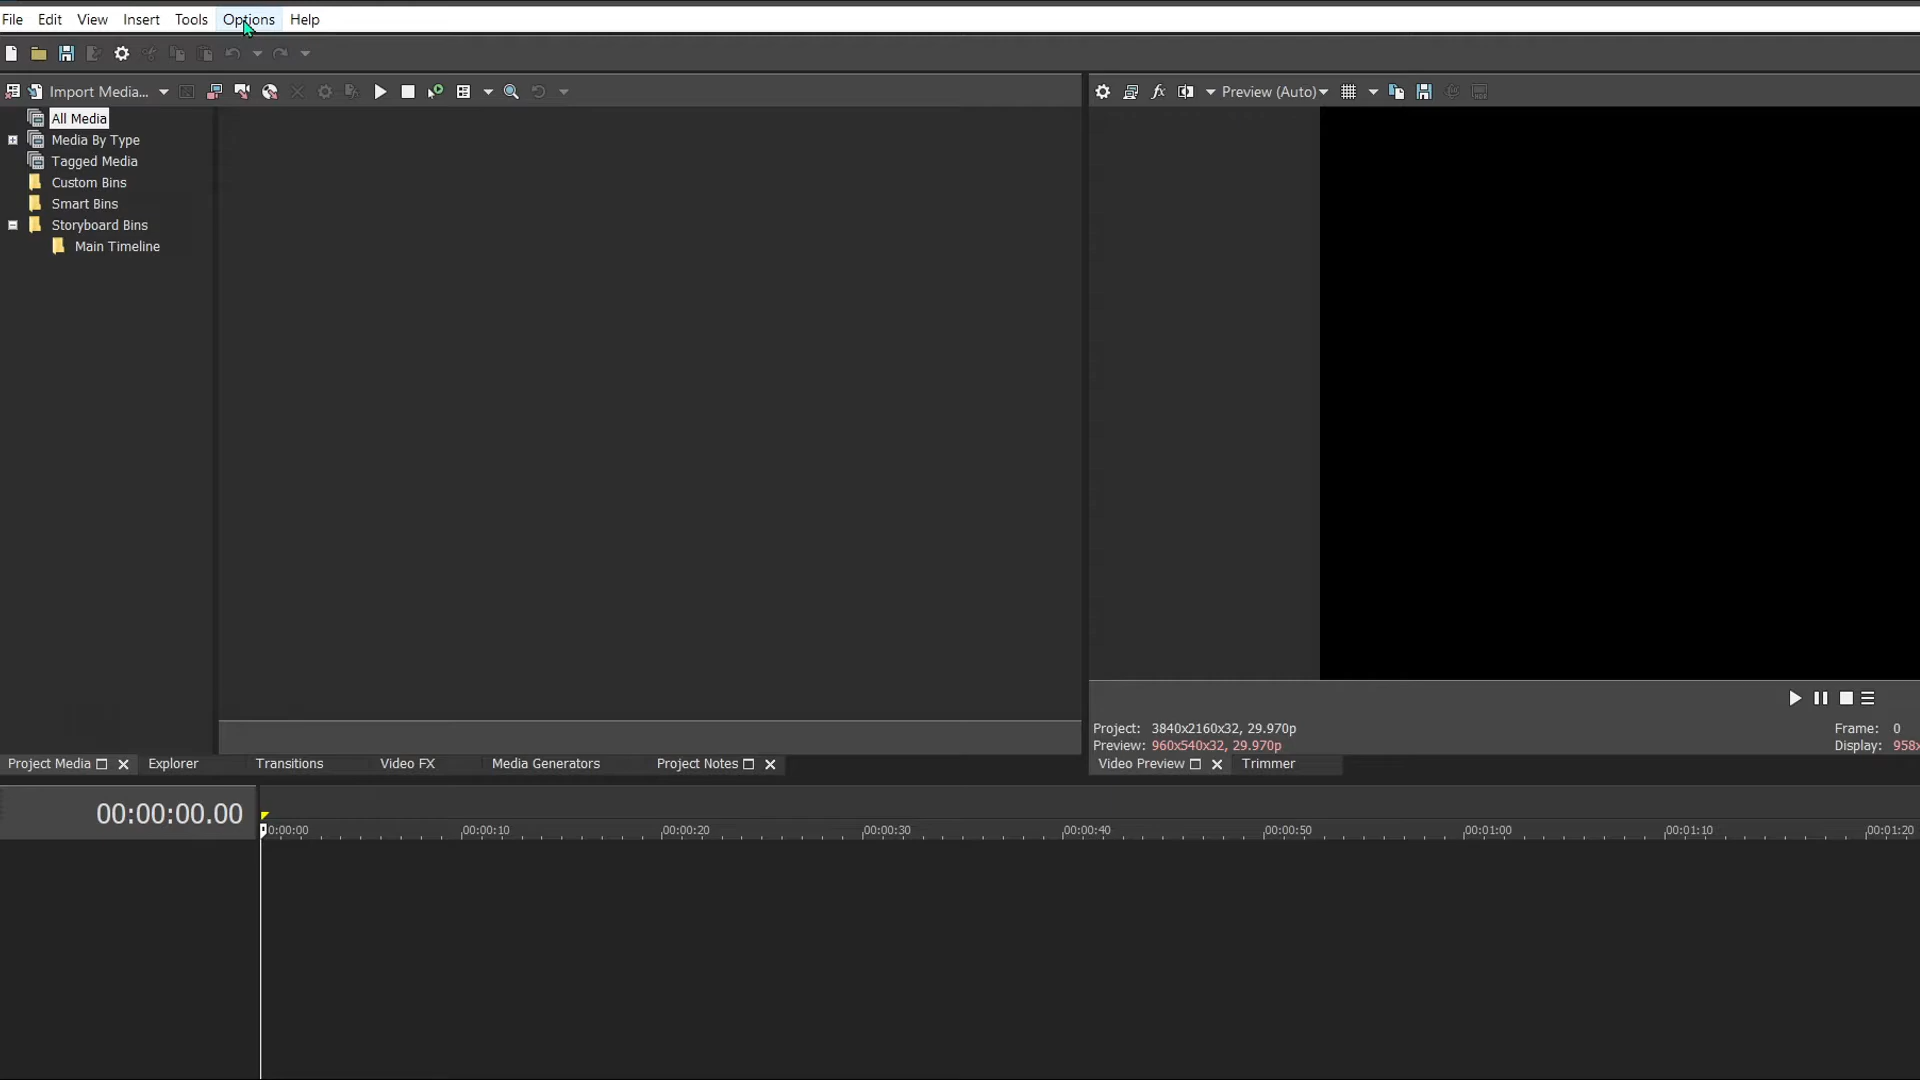 File Edit View Insert Tools Options Help
Import Media... Preview (Auto)
All Media
Media By Type
Tagged Media
Custom Bins
Smart Bins
Storyboard Bins
Main Timeline
Project: 3840x2160x32, 29.970p Frame: 0
Preview: 960x540x32, 29.970p Display: 958x
Project Media Explorer Transitions Video FX Media Generators Project Notes Video Preview Trimmer
00:00:00.00
0:00:00 00:00:10 00:00:20 00:00:30 00:00:40 00:00:50 00:01:00 00:01:10 00:01:20